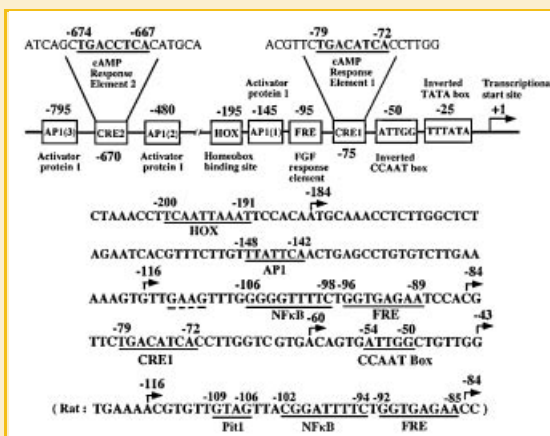 -674 -667 -79 -72
ATCAGCTGACCTCACATGCA ACGTTCTGACATCACCTTGG
cAMP Response Element 2
cAMP Response Element 1
Activator protein 1
Inverted TATA box
Transcriptional start site
-795 -480 -195 -145 -95 -50 -25 +1
AP1(3) CRE2 AP1(2) HOX AP1(1) FRE CRE1 ATTGG TTTATA
Activator protein 1
-670
Activator protein 1
Homeobox binding site
FGF response element
-75
Inverted CCAAT box
-200 -191 -184
CTAAACCTTCAATTAAATTCCACAATGCAAACCTCTTGGCTCT
HOX
-148 -142
AGAATCACGTTTCTTGTTTATTCAACTGAGCCTGTGTCTTGAA
AP1
-116 -106 -98 -96 -89 -84
AAAGTGTTGAAGTTTGGGGGTTTTCTGGTGAGAATCCACG
NFκB FRE
-79 -72 -60 -54 -50 -43
TTCTGACATCACCTTGGTCGTGACAGTGATTGGCTGTTGG
CRE1 CCAAT Box
-116 -109 -106 -102 -94 -92 -85 -84
(Rat: TGAAAACGTGTTGTAGTTACGGATTTTCTGGTGAGAACC)
Pit1 NFκB FRE